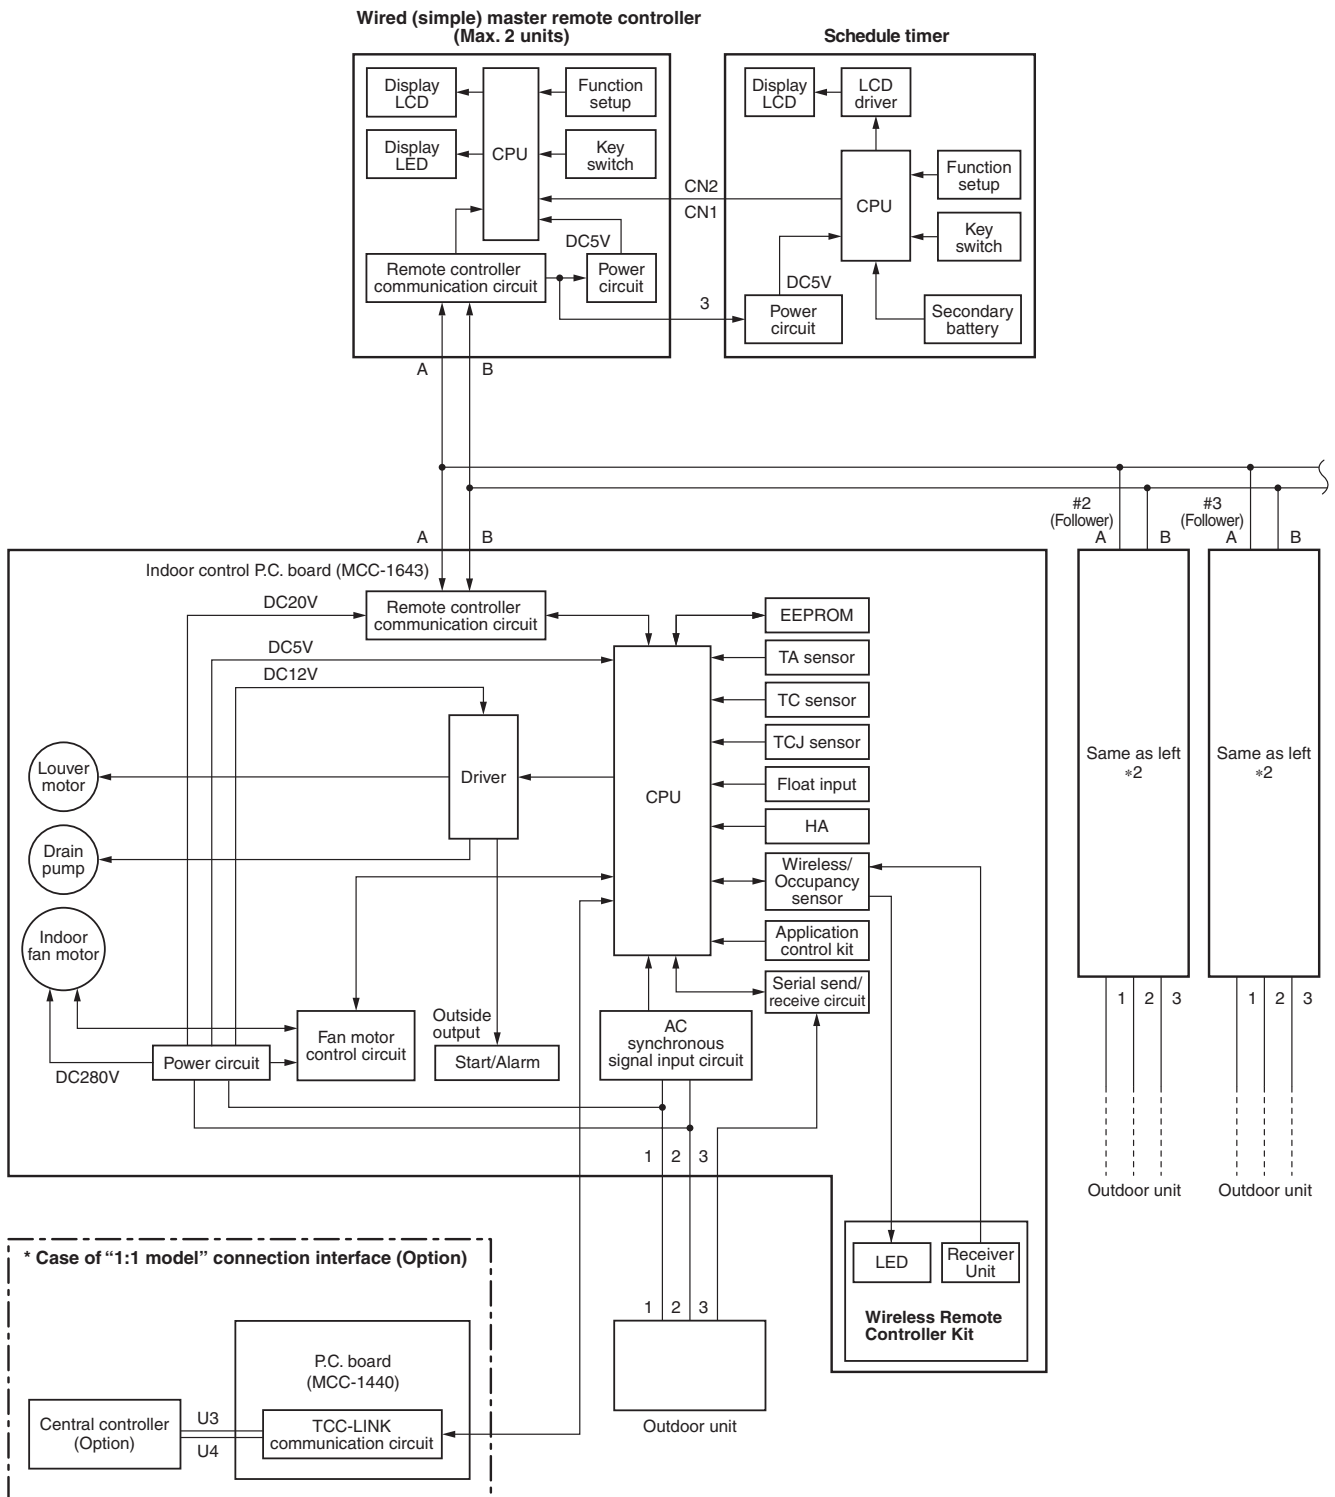 Wired (simple) master remote controller
(Max. 2 units)
Schedule timer
Display
LCD
CPU
Function
setup
Display
LED
Key
switch
Display
LCD
LCD
driver
CPU
Function
setup
Key
switch
CN2
CN1
DC5V
Remote controller
communication circuit
Power
circuit
3
DC5V
Power
circuit
Secondary
battery
A
B
#2
(Follower)
A
B
#3
(Follower)
A
B
A
B
Indoor control P.C. board (MCC-1643)
DC20V
Remote controller
communication circuit
DC5V
DC12V
EEPROM
TA sensor
TC sensor
TCJ sensor
Float input
HA
Wireless/
Occupancy
sensor
Application
control kit
Serial send/
receive circuit
Louver
motor
Driver
CPU
Drain
pump
Indoor
fan motor
Same as left
*2
Same as left
*2
Fan motor
control circuit
Outside
output
Start/Alarm
AC
synchronous
signal input circuit
Power circuit
DC280V
1
2
3
1
2
3
1
2
3
Outdoor unit
Outdoor unit
* Case of “1:1 model” connection interface (Option)
LED
Receiver
Unit
Wireless Remote
Controller Kit
1
2
3
P.C. board
(MCC-1440)
Central controller
(Option)
U3
U4
TCC-LINK
communication circuit
Outdoor unit